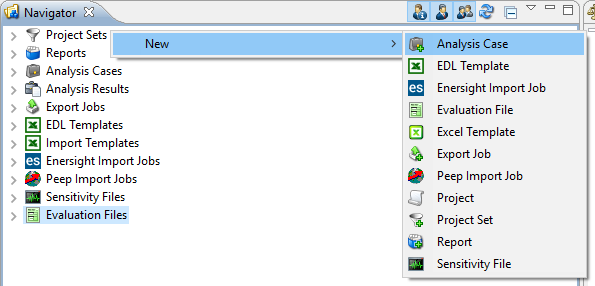 Navigator
Project Sets
Reports
Analysis Cases
Analysis Results
Export Jobs
EDL Templates
Import Templates
es Enersight Import Jobs
Peep Import Jobs
Sensitivity Files
Evaluation Files
New
Analysis Case
EDL Template
es Enersight Import Job
Evaluation File
Excel Template
Export Job
Peep Import Job
Project
Project Set
Report
Sensitivity File